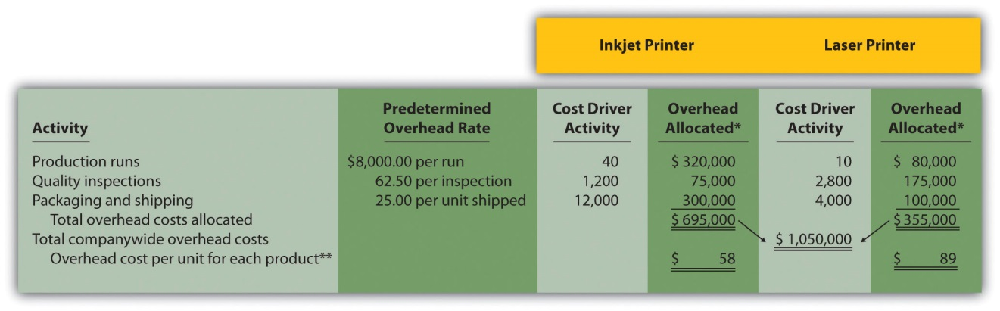 Inkjet Printer Laser Printer
Predetermined Cost Driver Overhead Cost Driver Overhead
Activity Overhead Rate Activity Allocated* Activity Allocated*
Production runs $8,000.00 per run 40 $ 320,000 10 $ 80,000
Quality inspections 62.50 per inspection 1,200 75,000 2,800 175,000
Packaging and shipping 25.00 per unit shipped 12,000 300,000 4,000 100,000
Total overhead costs allocated $ 695,000 $ 355,000
Total companywide overhead costs $ 1,050,000
Overhead cost per unit for each product** $ 58 $ 89